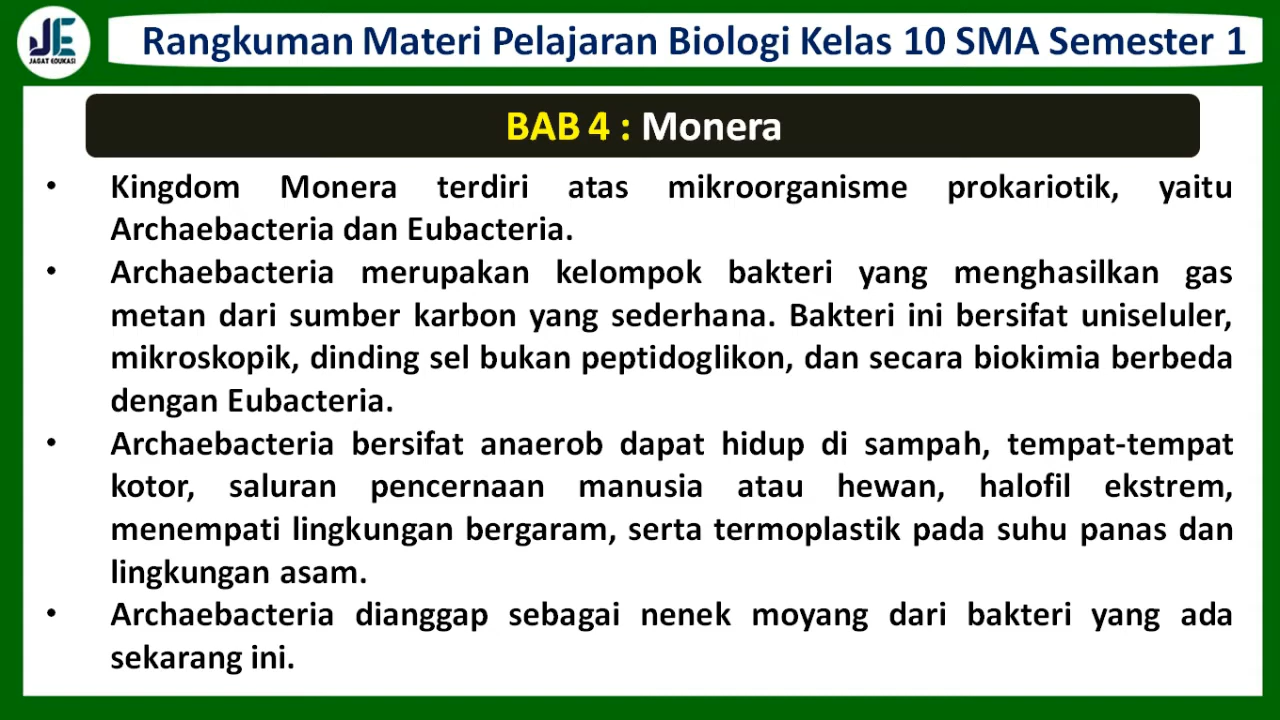 JE
JAGAT EDUKASI
Rangkuman Materi Pelajaran Biologi Kelas 10 SMA Semester 1
BAB 4 : Monera
• Kingdom Monera terdiri atas mikroorganisme prokariotik, yaitu
Archaebacteria dan Eubacteria.
• Archaebacteria merupakan kelompok bakteri yang menghasilkan gas
metan dari sumber karbon yang sederhana. Bakteri ini bersifat uniseluler,
mikroskopik, dinding sel bukan peptidoglikon, dan secara biokimia berbeda
dengan Eubacteria.
• Archaebacteria bersifat anaerob dapat hidup di sampah, tempat-tempat
kotor, saluran pencernaan manusia atau hewan, halofil ekstrem,
menempati lingkungan bergaram, serta termoplastik pada suhu panas dan
lingkungan asam.
• Archaebacteria dianggap sebagai nenek moyang dari bakteri yang ada
sekarang ini.